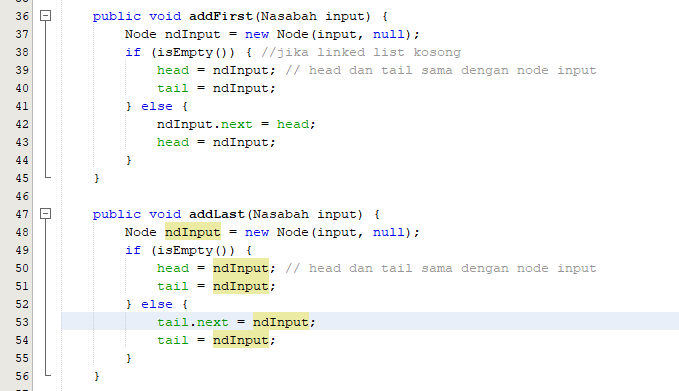 36 public void addFirst(Nasabah input) {
37 Node ndInput = new Node(input, null);
38 if (isEmpty()) { //jika linked list kosong
39 head = ndInput; // head dan tail sama dengan node input
40 tail = ndInput;
41 } else {
42 ndInput.next = head;
43 head = ndInput;
44 }
45 }
46
47 public void addLast(Nasabah input) {
48 Node ndInput = new Node(input, null);
49 if (isEmpty()) {
50 head = ndInput; // head dan tail sama dengan node input
51 tail = ndInput;
52 } else {
53 tail.next = ndInput;
54 tail = ndInput;
55 }
56 }